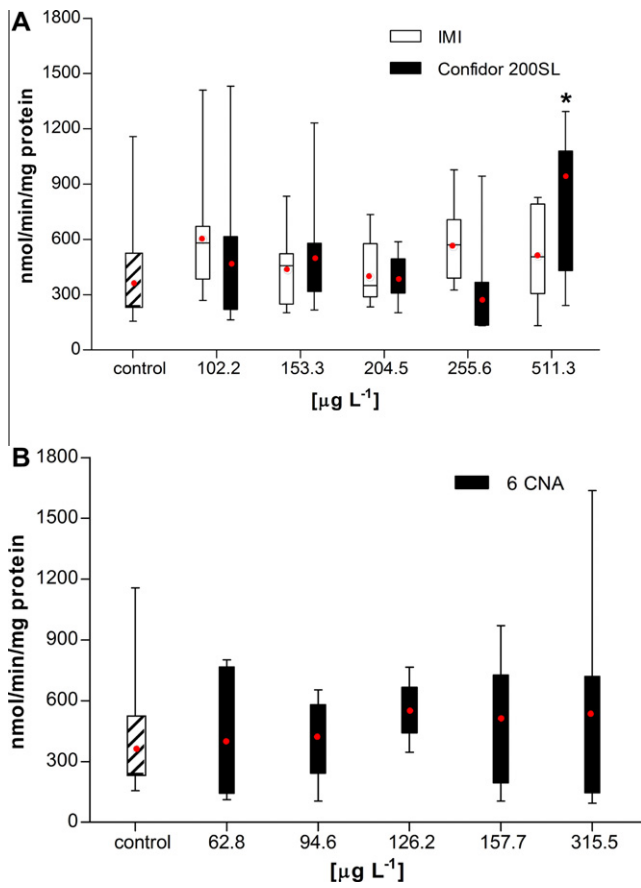 A
IMI
Confidor 200SL
*
nmol/min/mg protein
1800
1500
1200
900
600
300
0
control 102.2 153.3 204.5 255.6 511.3
[µg L⁻¹]
B
6 CNA
nmol/min/mg protein
1800
1500
1200
900
600
300
0
control 62.8 94.6 126.2 157.7 315.5
[µg L⁻¹]